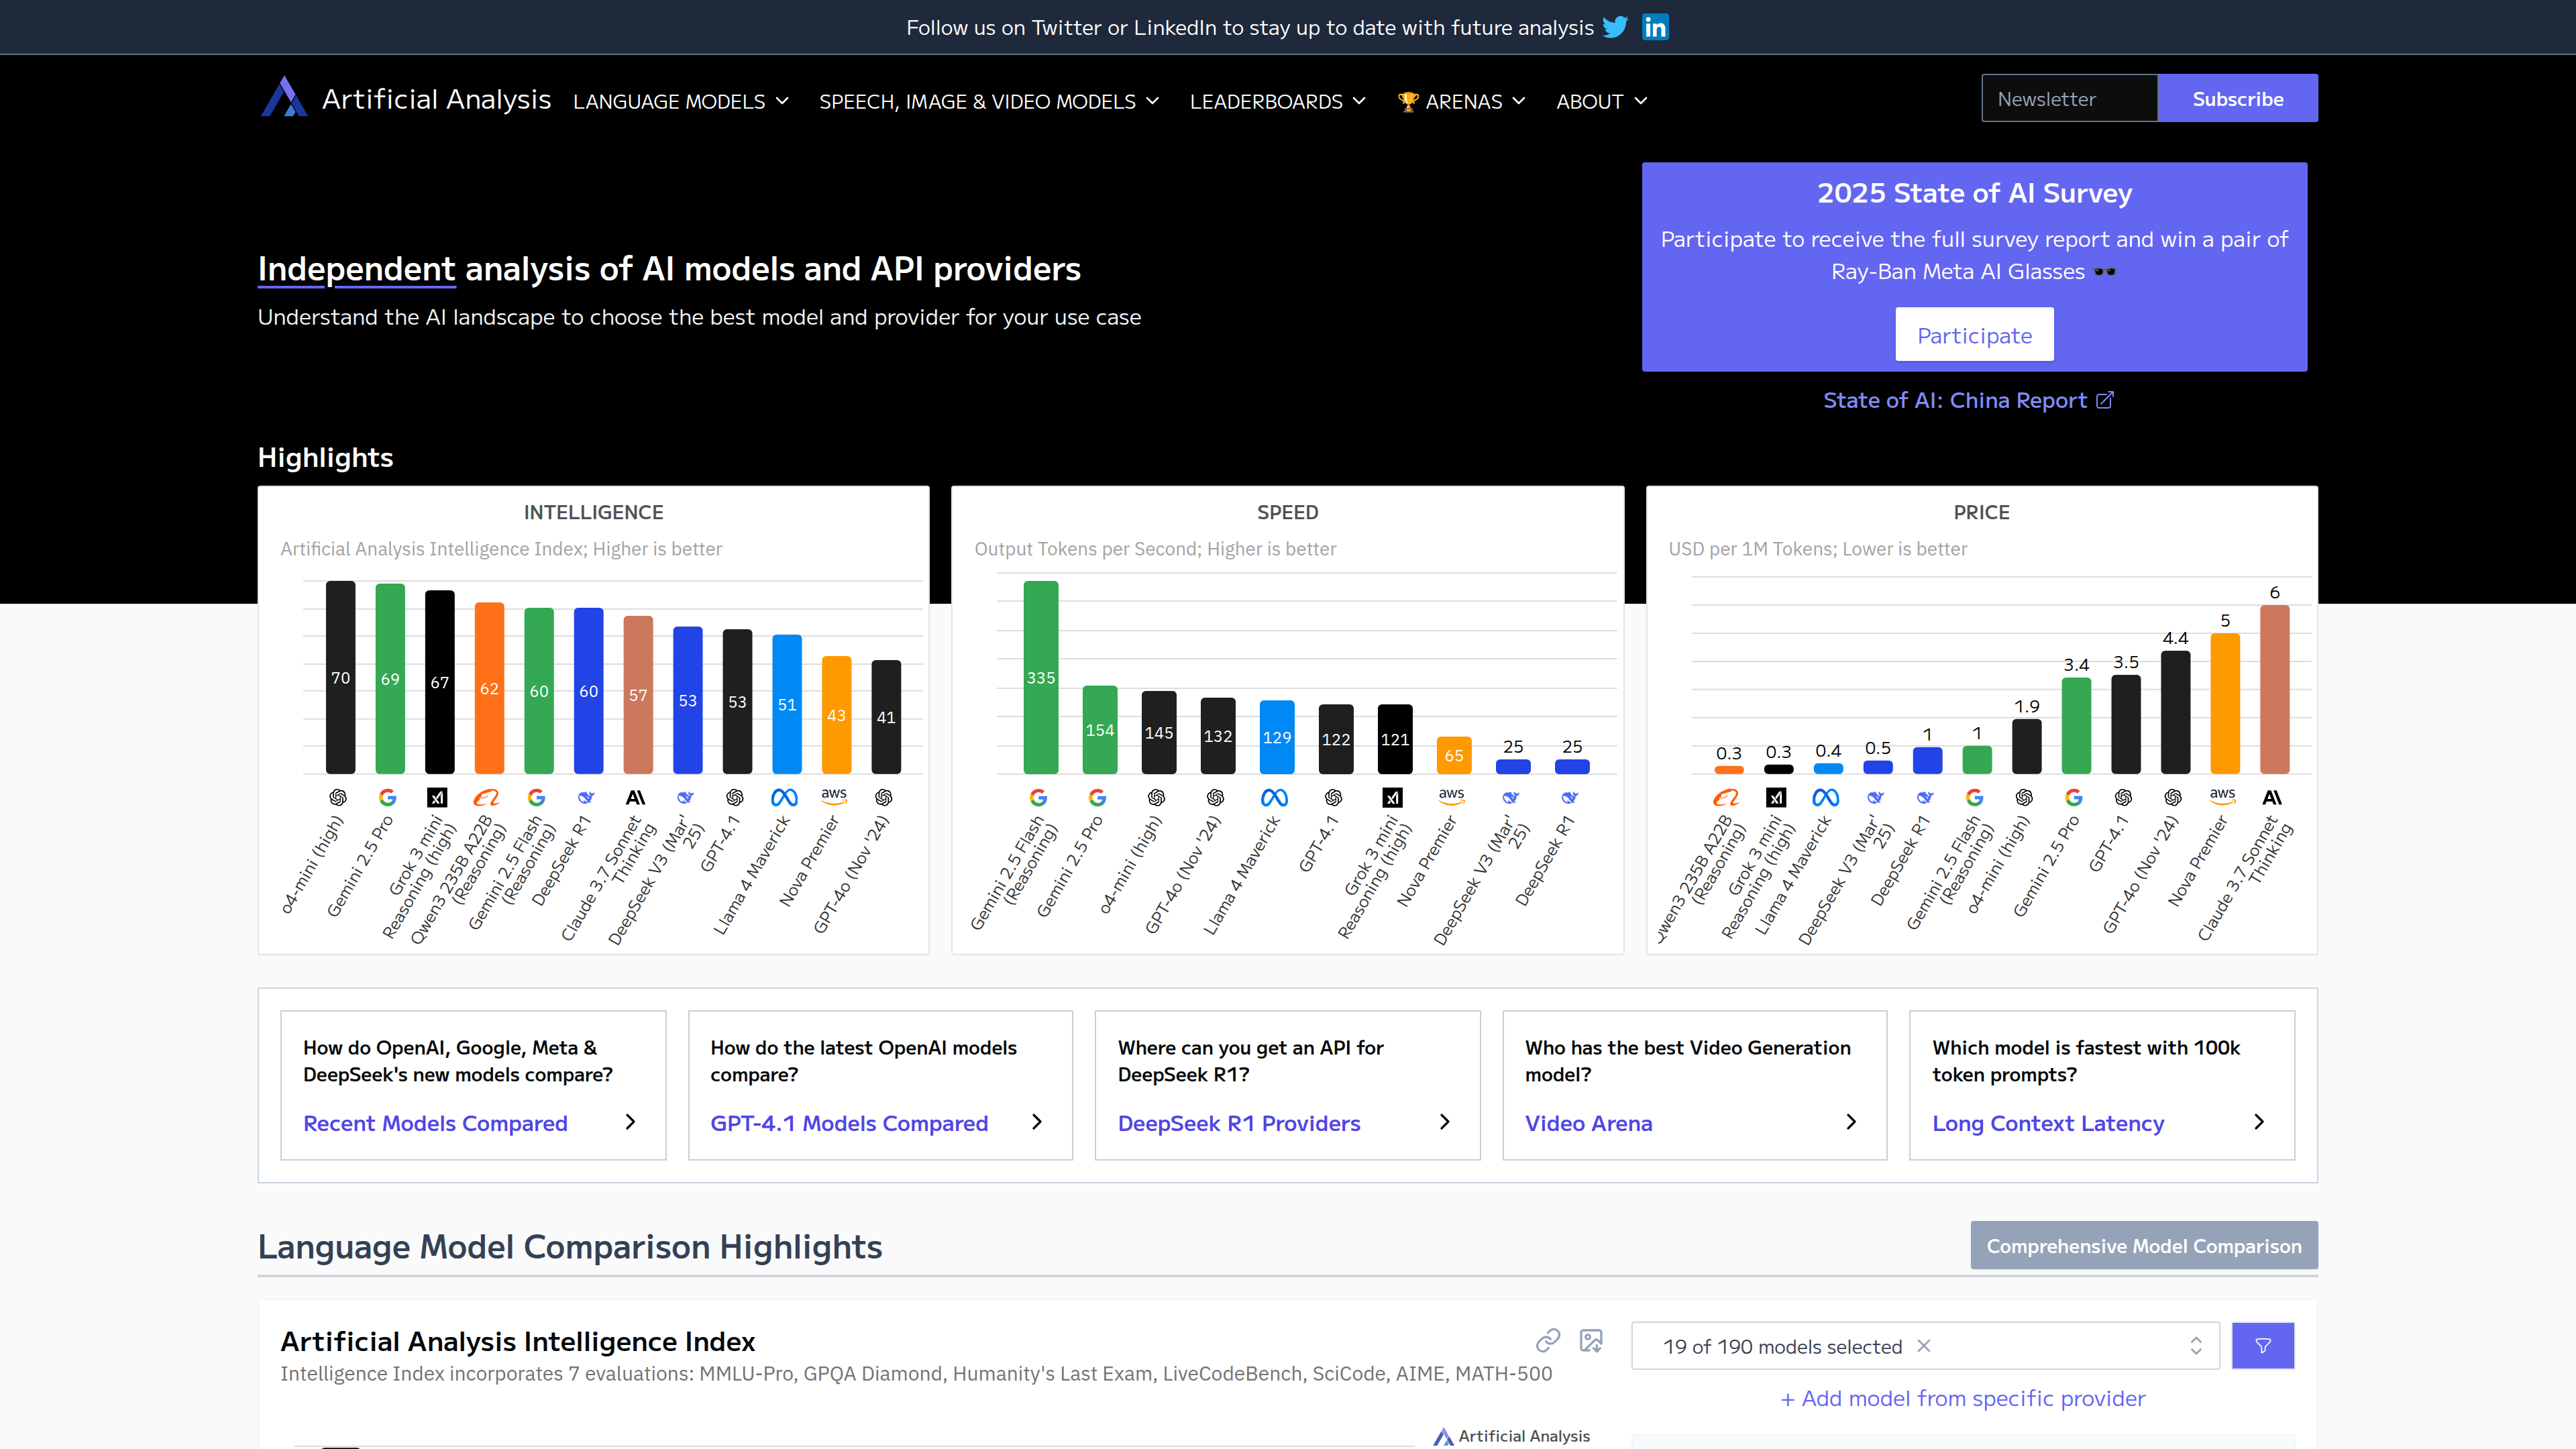 Follow us on Twitter or LinkedIn to stay up to date with future analysis
Artificial Analysis
LANGUAGE MODELS
SPEECH, IMAGE & VIDEO MODELS
LEADERBOARDS
🏆 ARENAS
ABOUT
Newsletter
Subscribe
2025 State of AI Survey
Participate to receive the full survey report and win a pair of
Ray-Ban Meta AI Glasses 🕶️
Participate
State of AI: China Report
Independent analysis of AI models and API providers
Understand the AI landscape to choose the best model and provider for your use case
Highlights
INTELLIGENCE
Artificial Analysis Intelligence Index; Higher is better
70
69
67
62
60
60
57
53
53
51
43
41
aws
o4-mini (high)
Gemini 2.5 Pro
Grok 3 mini
Reasoning (high)
Qwen3 235B A22B
(Reasoning)
Gemini 2.5 Flash
(Reasoning)
DeepSeek R1
Claude 3.7 Sonnet
Thinking
DeepSeek V3 (Mar'
25)
GPT-4.1
Llama 4 Maverick
Nova Premier
GPT-4o (Nov '24)
SPEED
Output Tokens per Second; Higher is better
335
154
145
132
129
122
121
65
25
25
aws
Gemini 2.5 Flash
(Reasoning)
Gemini 2.5 Pro
o4-mini (high)
GPT-4o (Nov '24)
Llama 4 Maverick
GPT-4.1
Grok 3 mini
Reasoning (high)
Nova Premier
DeepSeek V3 (Mar'
25)
DeepSeek R1
PRICE
USD per 1M Tokens; Lower is better
0.3
0.3
0.4
0.5
1
1
1.9
3.4
3.5
4.4
5
6
aws
Qwen3 235B A22B
(Reasoning)
Grok 3 mini
Reasoning (high)
Llama 4 Maverick
DeepSeek V3 (Mar'
25)
DeepSeek R1
Gemini 2.5 Flash
(Reasoning)
o4-mini (high)
Gemini 2.5 Pro
GPT-4.1
GPT-4o (Nov '24)
Nova Premier
Claude 3.7 Sonnet
Thinking
How do OpenAI, Google, Meta &
DeepSeek's new models compare?
Recent Models Compared
How do the latest OpenAI models
compare?
GPT-4.1 Models Compared
Where can you get an API for
DeepSeek R1?
DeepSeek R1 Providers
Who has the best Video Generation
model?
Video Arena
Which model is fastest with 100k
token prompts?
Long Context Latency
Language Model Comparison Highlights
Comprehensive Model Comparison
Artificial Analysis Intelligence Index
Intelligence Index incorporates 7 evaluations: MMLU-Pro, GPQA Diamond, Humanity's Last Exam, LiveCodeBench, SciCode, AIME, MATH-500
Artificial Analysis
19 of 190 models selected
+ Add model from specific provider